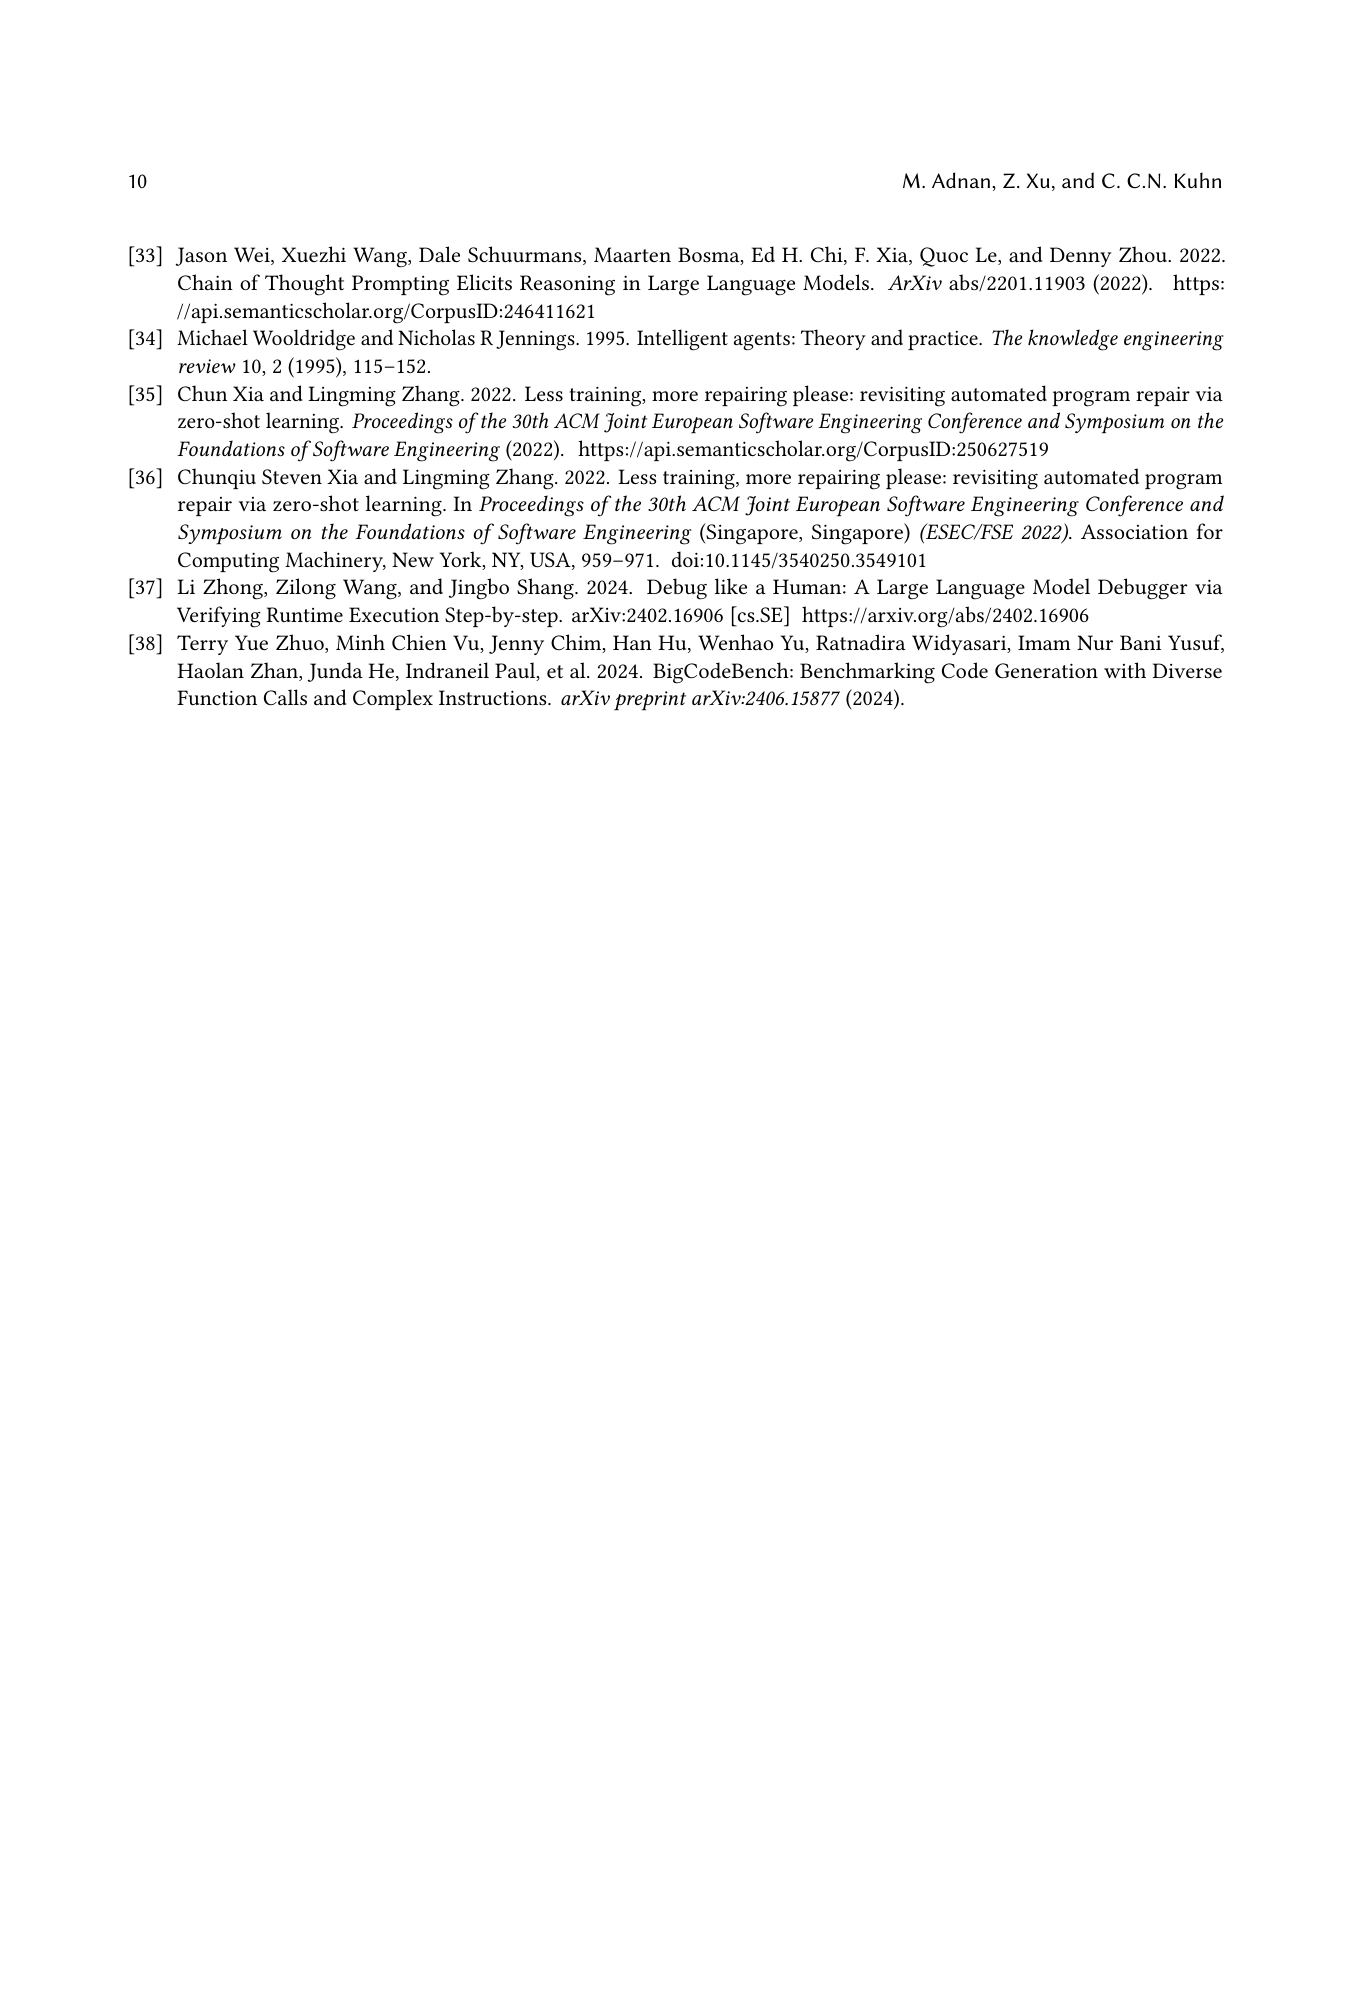 10
M. Adnan, Z. Xu, and C. C.N. Kuhn
[33] Jason Wei, Xuezhi Wang, Dale Schuurmans, Maarten Bosma, Ed H. Chi, F. Xia, Quoc Le, and Denny Zhou. 2022.
Chain of Thought Prompting Elicits Reasoning in Large Language Models. ArXiv abs/2201.11903 (2022). https:
//api.semanticscholar.org/CorpusID:246411621
[34] Michael Wooldridge and Nicholas R Jennings. 1995. Intelligent agents: Theory and practice. The knowledge engineering
review 10, 2 (1995), 115–152.
[35] Chun Xia and Lingming Zhang. 2022. Less training, more repairing please: revisiting automated program repair via
zero-shot learning. Proceedings of the 30th ACM Joint European Software Engineering Conference and Symposium on the
Foundations of Software Engineering (2022). https://api.semanticscholar.org/CorpusID:250627519
[36] Chunqiu Steven Xia and Lingming Zhang. 2022. Less training, more repairing please: revisiting automated program
repair via zero-shot learning. In Proceedings of the 30th ACM Joint European Software Engineering Conference and
Symposium on the Foundations of Software Engineering (Singapore, Singapore) (ESEC/FSE 2022). Association for
Computing Machinery, New York, NY, USA, 959–971. doi:10.1145/3540250.3549101
[37] Li Zhong, Zilong Wang, and Jingbo Shang. 2024. Debug like a Human: A Large Language Model Debugger via
Verifying Runtime Execution Step-by-step. arXiv:2402.16906 [cs.SE] https://arxiv.org/abs/2402.16906
[38] Terry Yue Zhuo, Minh Chien Vu, Jenny Chim, Han Hu, Wenhao Yu, Ratnadira Widyasari, Imam Nur Bani Yusuf,
Haolan Zhan, Junda He, Indraneil Paul, et al. 2024. BigCodeBench: Benchmarking Code Generation with Diverse
Function Calls and Complex Instructions. arXiv preprint arXiv:2406.15877 (2024).